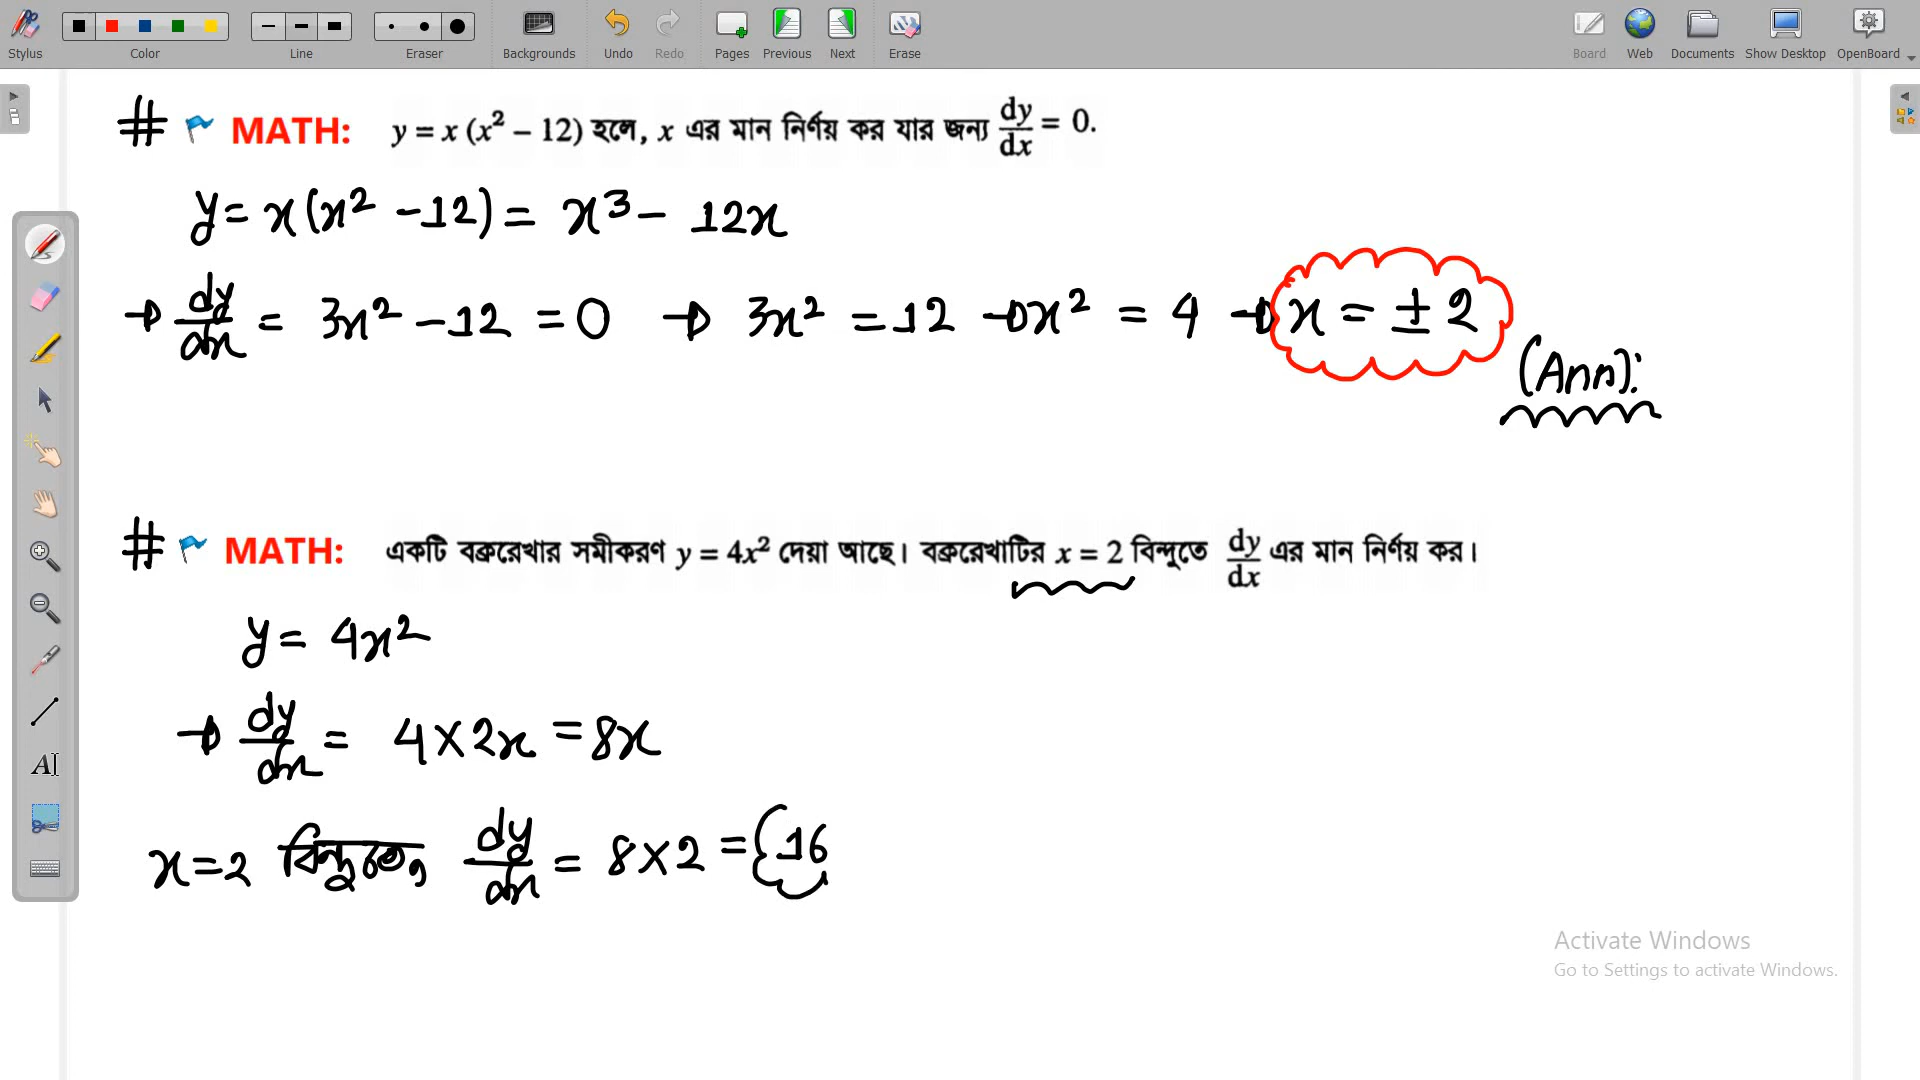 Stylus Color Line Eraser Backgrounds Undo Redo Pages Previous Next Erase Board Web Documents Show Desktop OpenBoard
# MATH: y = x (x² – 12) হলে, x এর মান নির্ণয় কর যার জন্য dy/dx = 0.
y = x(x² - 12) = x³ - 12x
→ dy/dx = 3x² - 12 = 0 → 3x² = 12 → x² = 4 → x = ± 2
(Ans):
# MATH: একটি বক্ররেখার সমীকরণ y = 4x² দেয়া আছে। বক্ররেখাটির x = 2 বিন্দুতে dy/dx এর মান নির্ণয় কর।
y = 4x²
→ dy/dx = 4 × 2x = 8x
x = 2 বিন্দুতে, dy/dx = 8 × 2 = 16
AI
Activate Windows
Go to Settings to activate Windows.